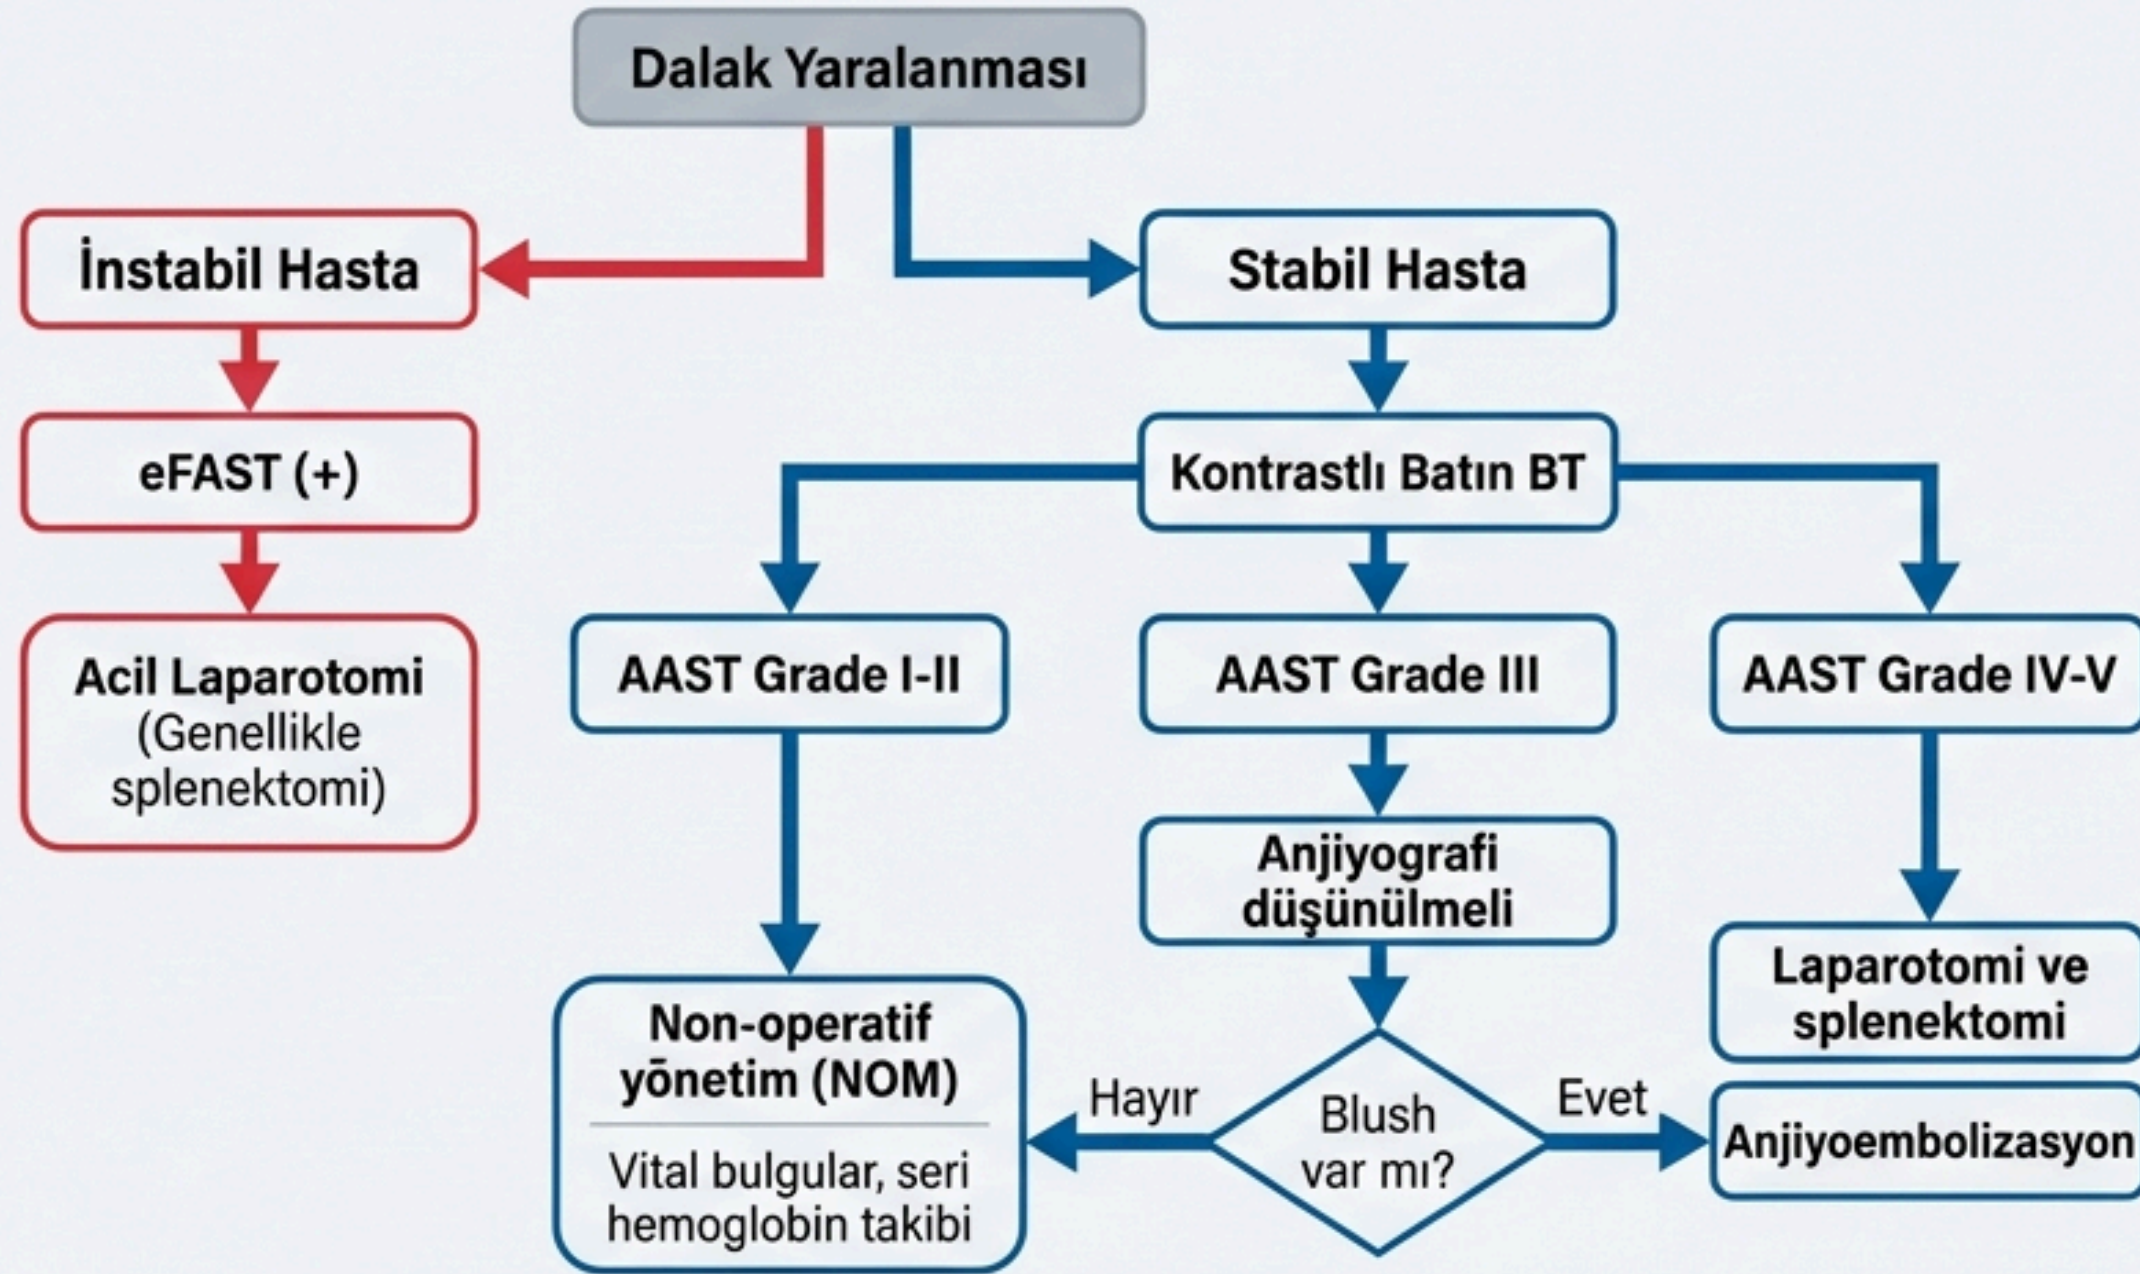 Dalak Yaralanması
İnstabil Hasta
Stabil Hasta
eFAST (+)
Kontrastlı Batın BT
Acil Laparotomi
(Genellikle
splenektomi)
AAST Grade I-II
AAST Grade III
AAST Grade IV-V
Anjiyografi
düşünülmeli
Laparotomi ve
splenektomi
Non-operatif
yōnetim (NOM)
Vital bulgular, seri
hemoglobin takibi
Hayır
Blush
var mı?
Evet
Anjiyoembolizasyon